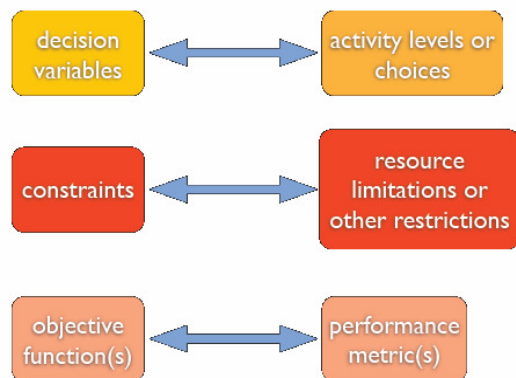 decision
variables
activity levels or
choices
constraints
resource
limitations or
other restrictions
objective
function(s)
performance
metric(s)